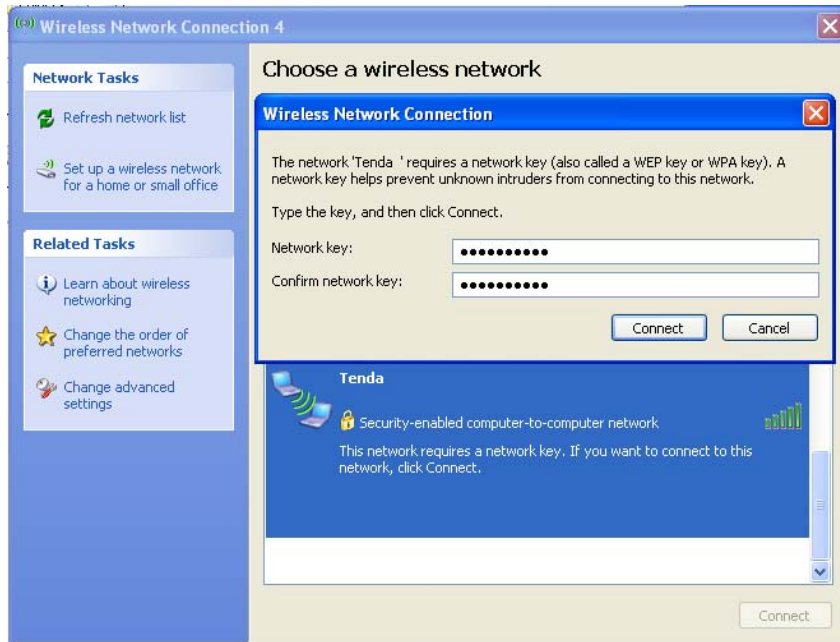 Wireless Network Connection 4
Network Tasks
Refresh network list
Set up a wireless network
for a home or small office
Related Tasks
Learn about wireless
networking
Change the order of
preferred networks
Change advanced
settings
Choose a wireless network
Wireless Network Connection
The network 'Tenda ' requires a network key (also called a WEP key or WPA key). A
network key helps prevent unknown intruders from connecting to this network.
Type the key, and then click Connect.
Network key: ●●●●●●●●●●
Confirm network key: ●●●●●●●●●●
Connect Cancel
Tenda
Security-enabled computer-to-computer network
This network requires a network key. If you want to connect to this
network, click Connect.
Connect